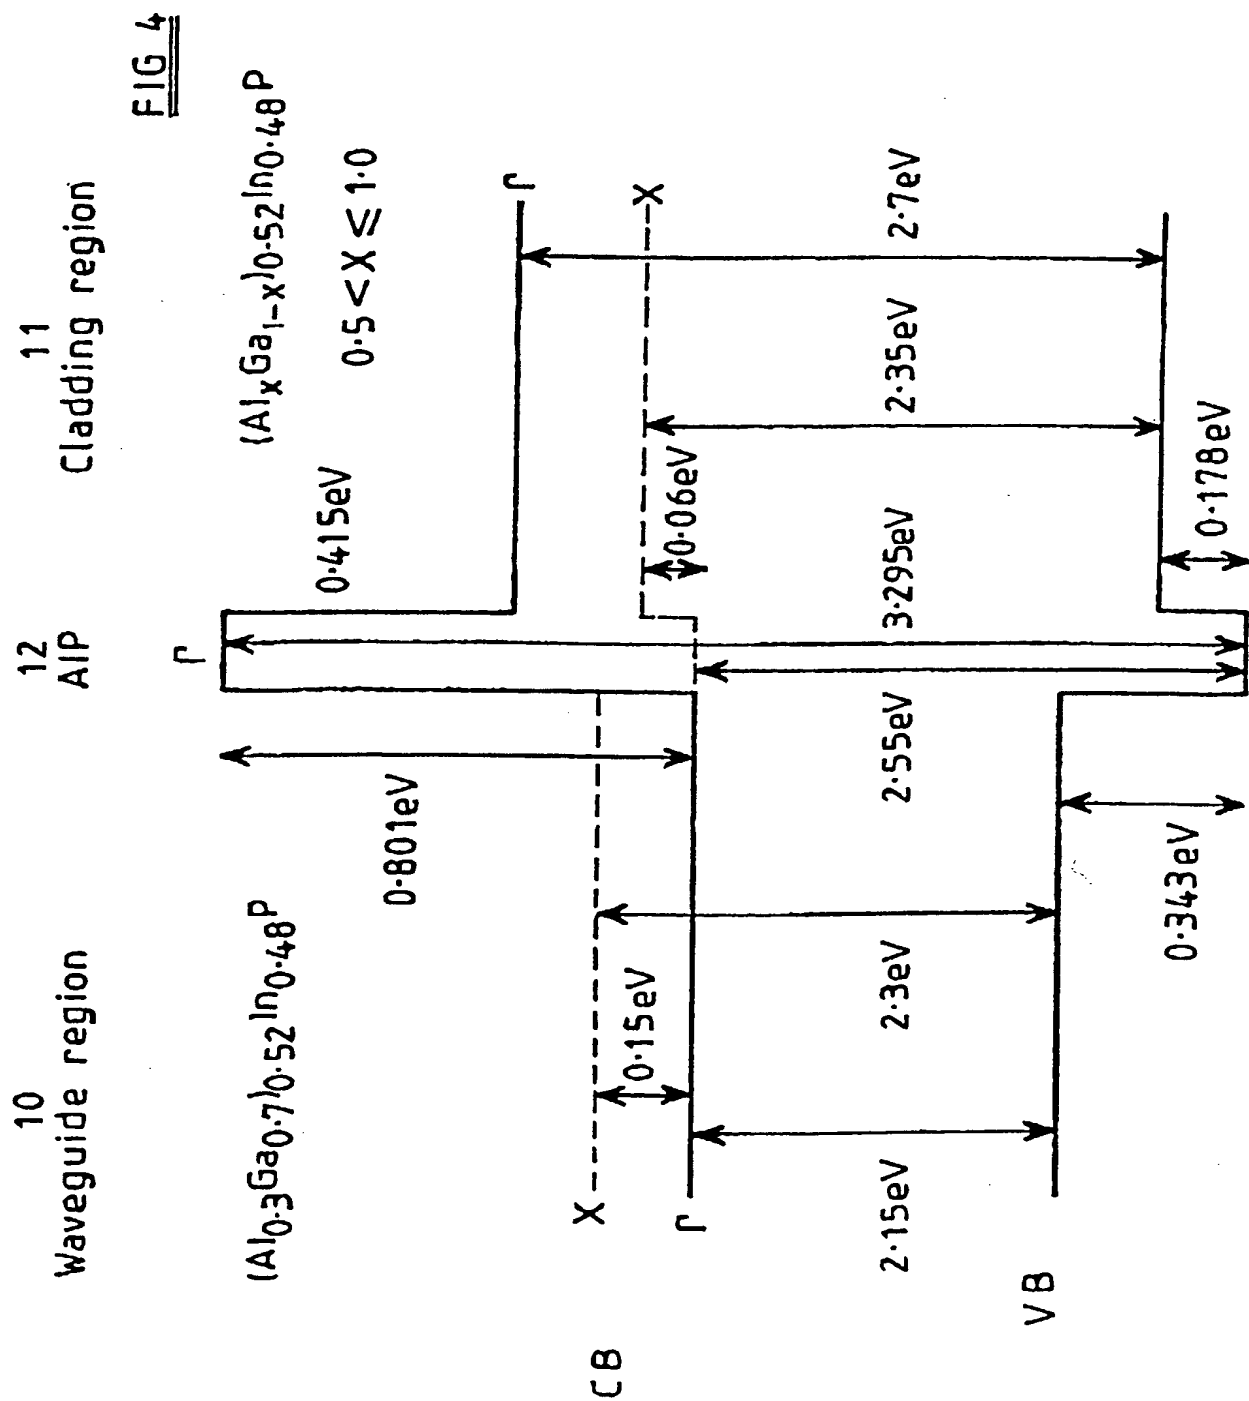 FIG 4
10
Waveguide region
12
AlP
11
Cladding region
(Al0·3Ga0·7)0·52In0·48P
(AlxGa1-x)0·52In0·48P
0·5<X⩽1·0
Γ
0·415eV
0·801eV
Γ
X
X
0·15eV
0·06eV
Γ
CB
2·15eV
2·3eV
2·55eV
3·295eV
2·35eV
2·7eV
VB
0·343eV
0·178eV